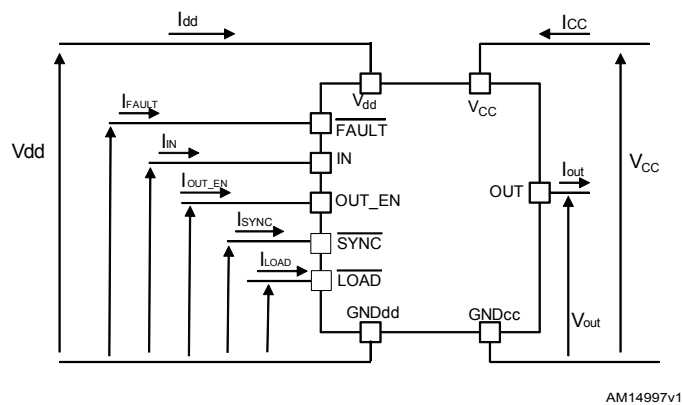 Idd
ICC
Vdd
VCC
IFAULT
FAULT
Vdd
IIN
IN
VCC
Iout
IOUT_EN
OUT_EN
OUT
ISYNC
SYNC
ILOAD
LOAD
GNDdd
GNDcc
Vout
AM14997v1